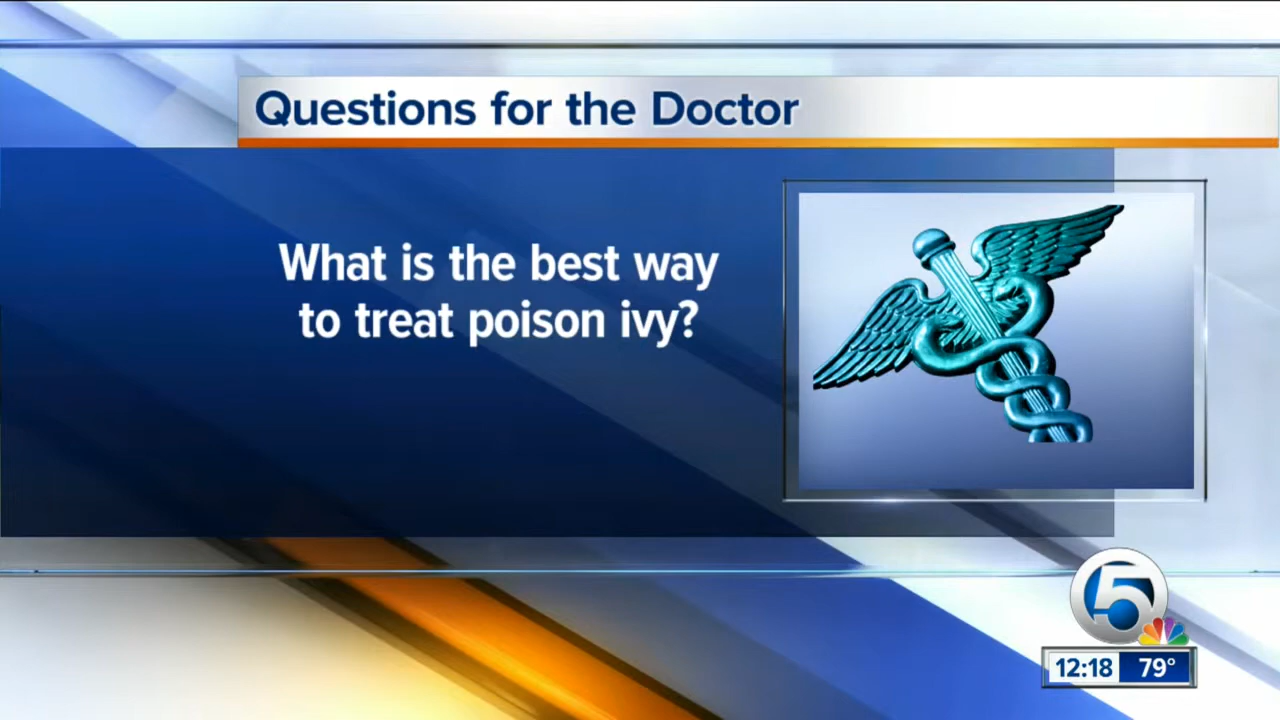 Questions for the Doctor
What is the best way
to treat poison ivy?
5
12:18 79°